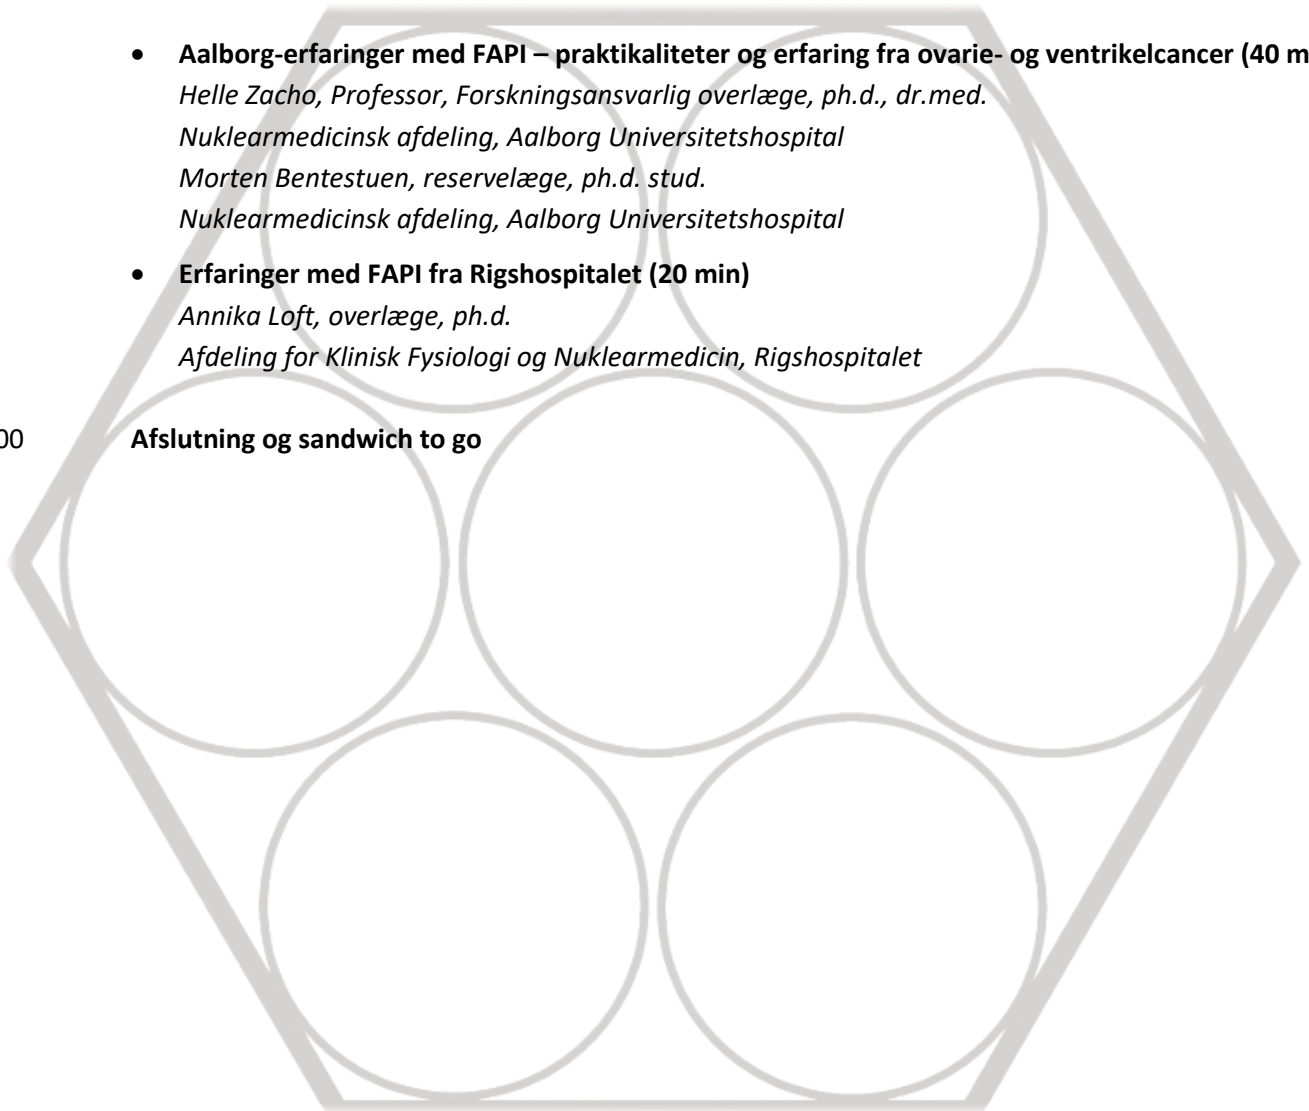 • Aalborg-erfaringer med FAPI – praktikaliteter og erfaring fra ovarie- og ventrikelcancer (40 m
Helle Zacho, Professor, Forskningsansvarlig overlæge, ph.d., dr.med.
Nuklearmedicinsk afdeling, Aalborg Universitetshospital
Morten Bentestuen, reservelæge, ph.d. stud.
Nuklearmedicinsk afdeling, Aalborg Universitetshospital
• Erfaringer med FAPI fra Rigshospitalet (20 min)
Annika Loft, overlæge, ph.d.
Afdeling for Klinisk Fysiologi og Nuklearmedicin, Rigshospitalet
00 Afslutning og sandwich to go